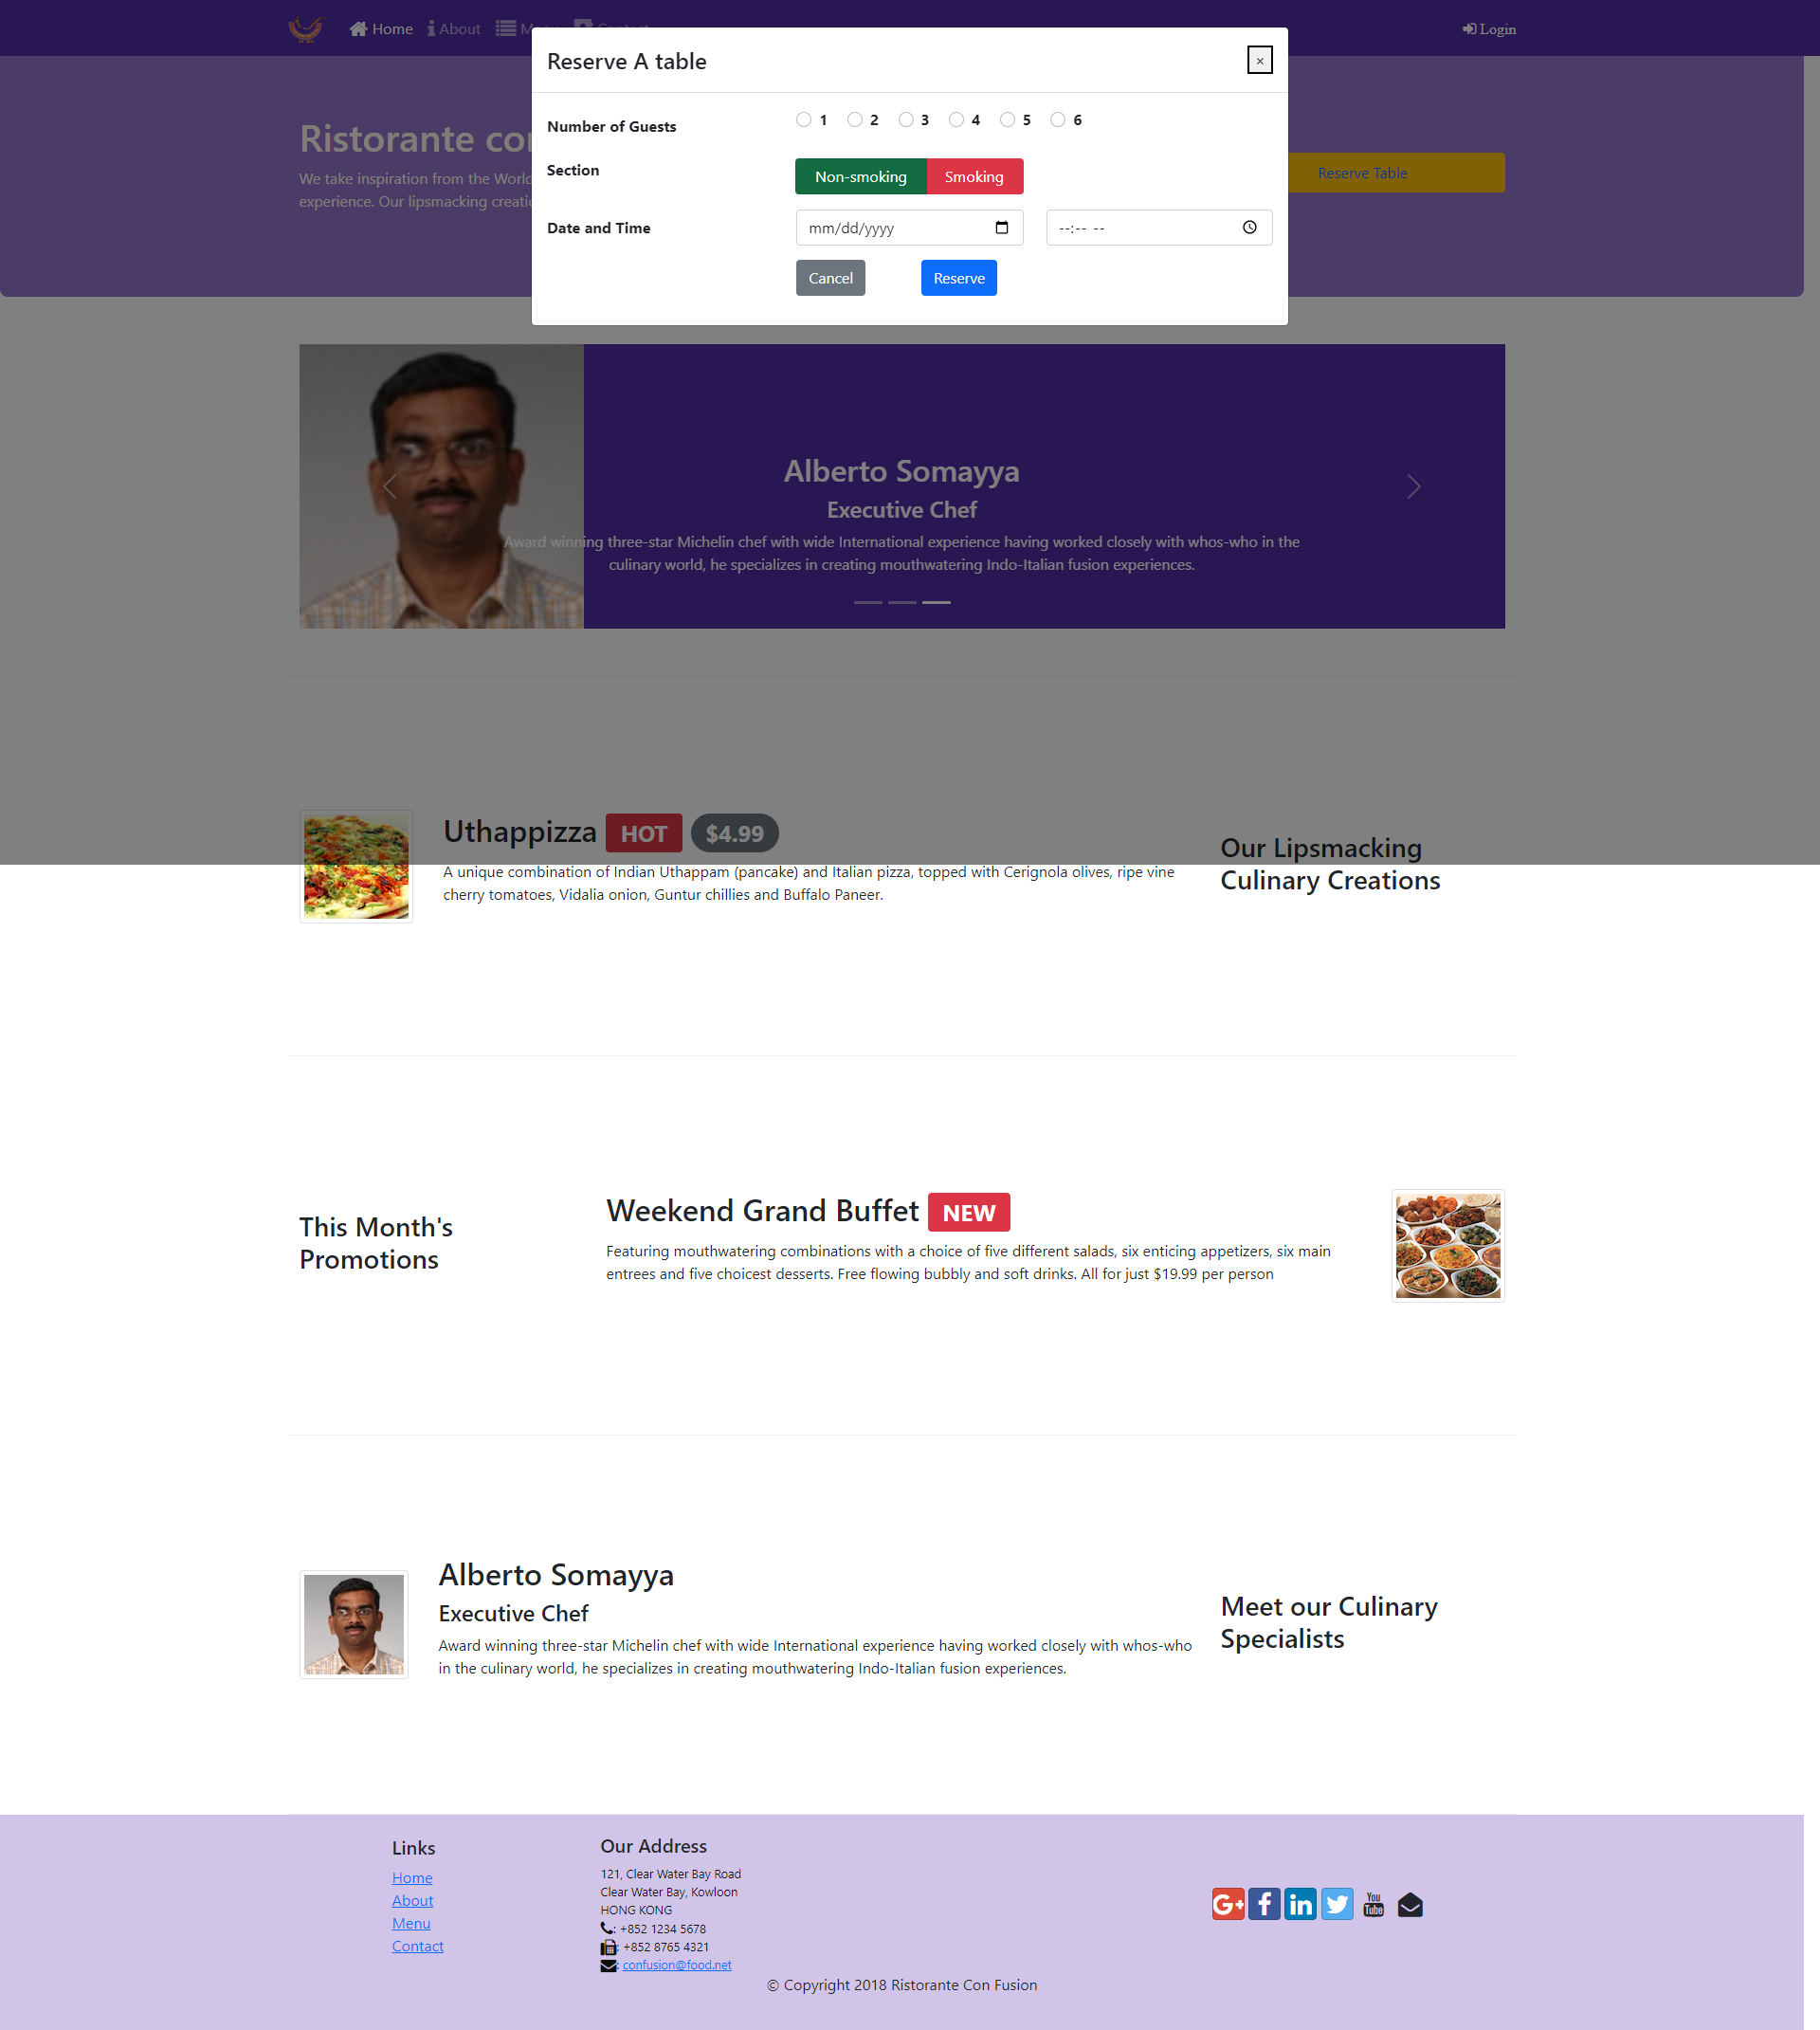 Home About Contact Login
Reserve A table
×
Ristorante co
We take inspiration from the World
experience. Our lipsmacking creati
Reserve Table
Number of Guests 1 2 3 4 5 6
Section Non-smoking Smoking
Date and Time mm/dd/yyyy --:-- --
Cancel Reserve
Alberto Somayya
Executive Chef
Award winning three-star Michelin chef with wide International experience having worked closely with whos-who in the
culinary world, he specializes in creating mouthwatering Indo-Italian fusion experiences.
Uthappizza HOT $4.99
A unique combination of Indian Uthappam (pancake) and Italian pizza, topped with Cerignola olives, ripe vine
cherry tomatoes, Vidalia onion, Guntur chillies and Buffalo Paneer.
Our Lipsmacking
Culinary Creations
This Month's
Promotions
Weekend Grand Buffet NEW
Featuring mouthwatering combinations with a choice of five different salads, six enticing appetizers, six main
entrees and five choicest desserts. Free flowing bubbly and soft drinks. All for just $19.99 per person
Alberto Somayya
Executive Chef
Award winning three-star Michelin chef with wide International experience having worked closely with whos-who
in the culinary world, he specializes in creating mouthwatering Indo-Italian fusion experiences.
Meet our Culinary
Specialists
Links
Home
About
Menu
Contact
Our Address
121, Clear Water Bay Road
Clear Water Bay, Kowloon
HONG KONG
: +852 1234 5678
: +852 8765 4321
: confusion@food.net
You
Tube
© Copyright 2018 Ristorante Con Fusion